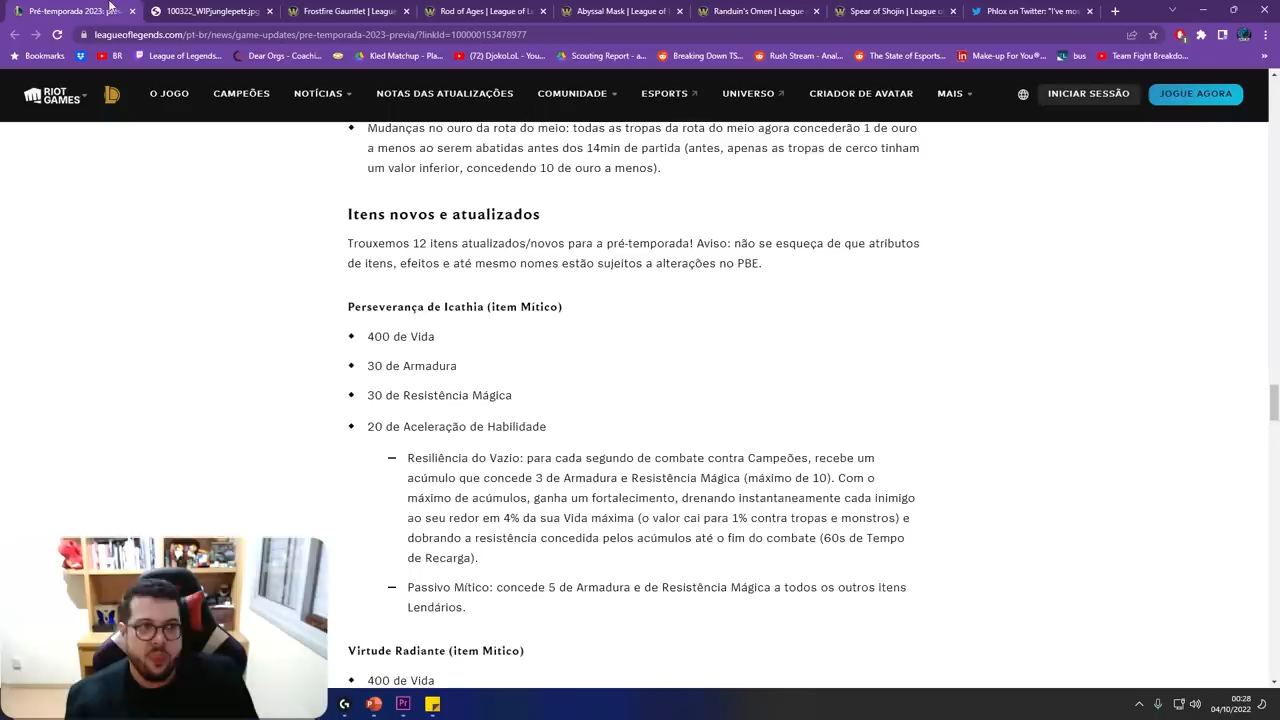 Pré-temporada 2023: p
100322_WIPjunglepets.jpg
Frostfire Gauntlet | League
Rod of Ages | League of L
Abyssal Mask | League of
Randuin's Omen | League
Spear of Shojin | League o
Phlox on Twitter: "I've mo
leagueoflegends.com/pt-br/news/game-updates/pre-temporada-2023-previa/?linkId=100000153478977
Bookmarks
BR
League of Legends...
Dear Orgs - Coachi...
Kled Matchup - Pla...
(72) DjokoLoL - You...
Scouting Report - a...
Breaking Down TS...
Rush Stream - Anal...
The State of Esports...
Make-up For You®...
bus
Team Fight Breakdo...
RIOT GAMES
O JOGO
CAMPEÕES
NOTÍCIAS
NOTAS DAS ATUALIZAÇÕES
COMUNIDADE
ESPORTS
UNIVERSO
CRIADOR DE AVATAR
MAIS
INICIAR SESSÃO
JOGUE AGORA
Mudanças no ouro da rota do meio: todas as tropas da rota do meio agora concederão 1 de ouro
a menos ao serem abatidas antes dos 14min de partida (antes, apenas as tropas de cerco tinham
um valor inferior, concedendo 10 de ouro a menos).
Itens novos e atualizados
Trouxemos 12 itens atualizados/novos para a pré-temporada! Aviso: não se esqueça de que atributos
de itens, efeitos e até mesmo nomes estão sujeitos a alterações no PBE.
Perseverança de Icathia (item Mítico)
400 de Vida
30 de Armadura
30 de Resistência Mágica
20 de Aceleração de Habilidade
Resiliência do Vazio: para cada segundo de combate contra Campeões, recebe um
acúmulo que concede 3 de Armadura e Resistência Mágica (máximo de 10). Com o
máximo de acúmulos, ganha um fortalecimento, drenando instantaneamente cada inimigo
ao seu redor em 4% da sua Vida máxima (o valor cai para 1% contra tropas e monstros) e
dobrando a resistência concedida pelos acúmulos até o fim do combate (60s de Tempo
de Recarga).
Passivo Mítico: concede 5 de Armadura e de Resistência Mágica a todos os outros itens
Lendários.
Virtude Radiante (item Mítico)
400 de Vida
00:28
04/10/2022